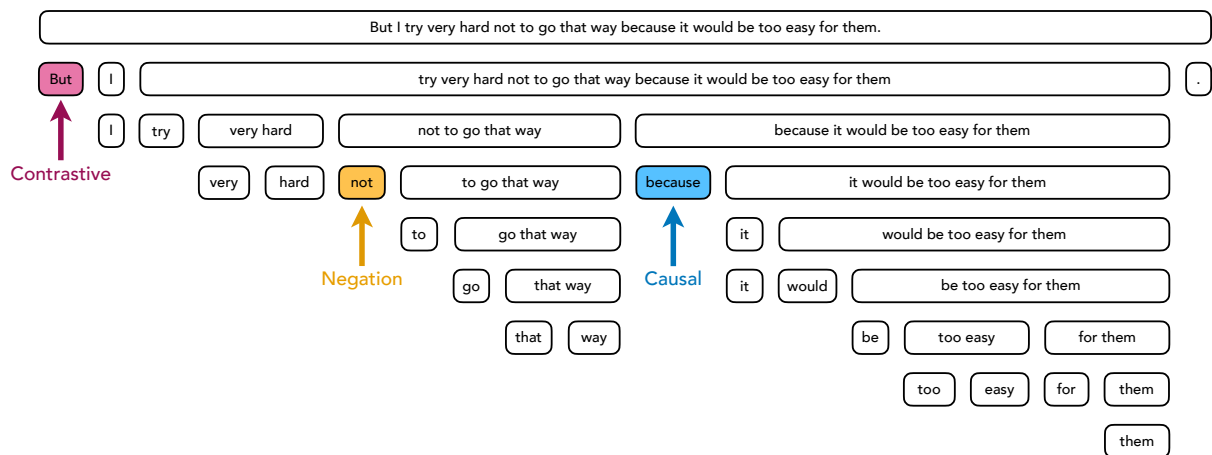 But I try very hard not to go that way because it would be too easy for them.
But I try very hard not to go that way because it would be too easy for them .
I try very hard not to go that way because it would be too easy for them
Contrastive
very hard not to go that way because it would be too easy for them
to go that way it would be too easy for them
Negation Causal
go that way it would be too easy for them
that way be too easy for them
too easy for them
them